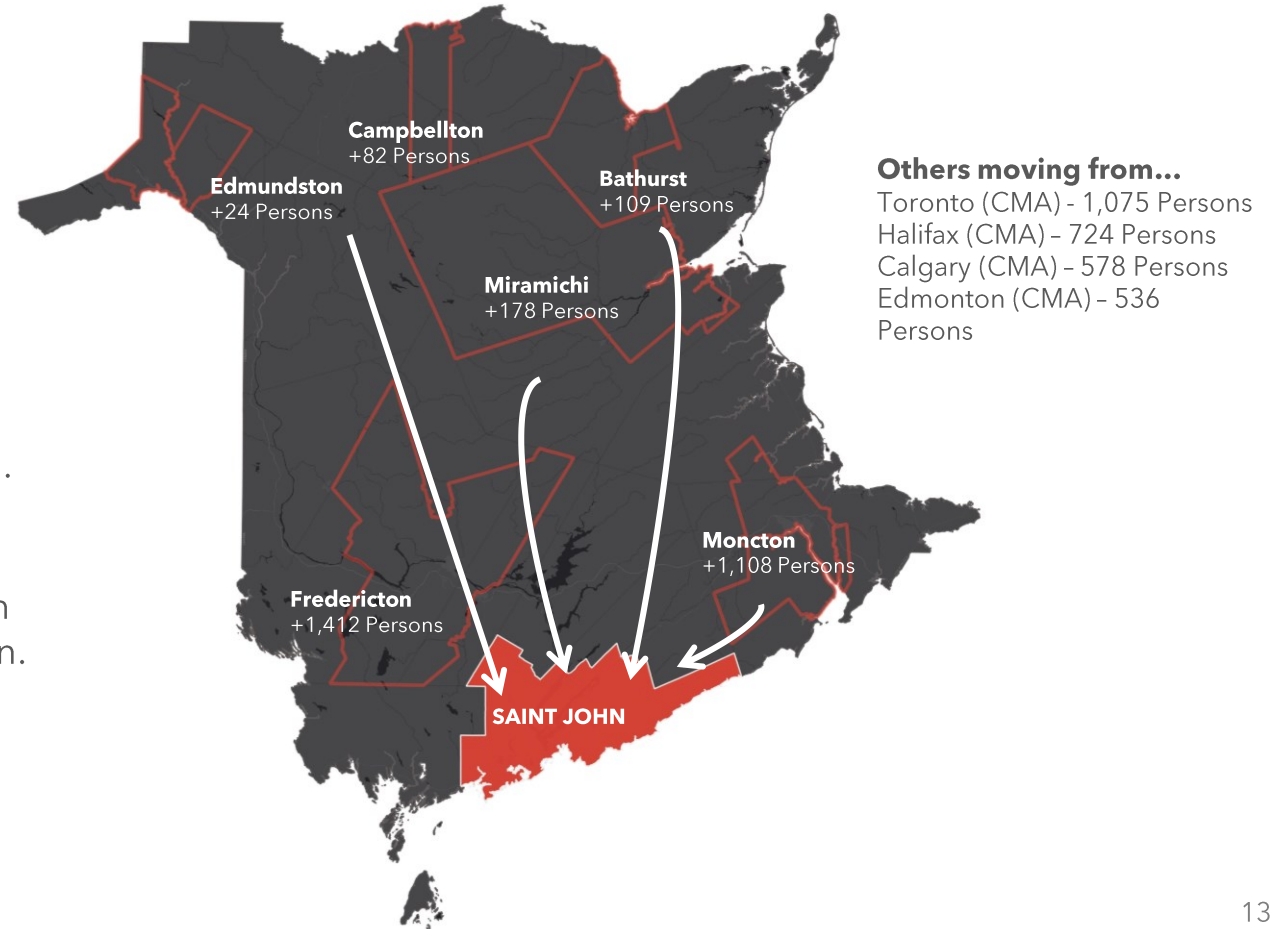 Campbellton
+82 Persons
Edmundston
+24 Persons
Bathurst
+109 Persons
Miramichi
+178 Persons
Moncton
+1,108 Persons
Fredericton
+1,412 Persons
SAINT JOHN
Others moving from...
Toronto (CMA) - 1,075 Persons
Halifax (CMA) – 724 Persons
Calgary (CMA) – 578 Persons
Edmonton (CMA) – 536
Persons
.
n
n.
13